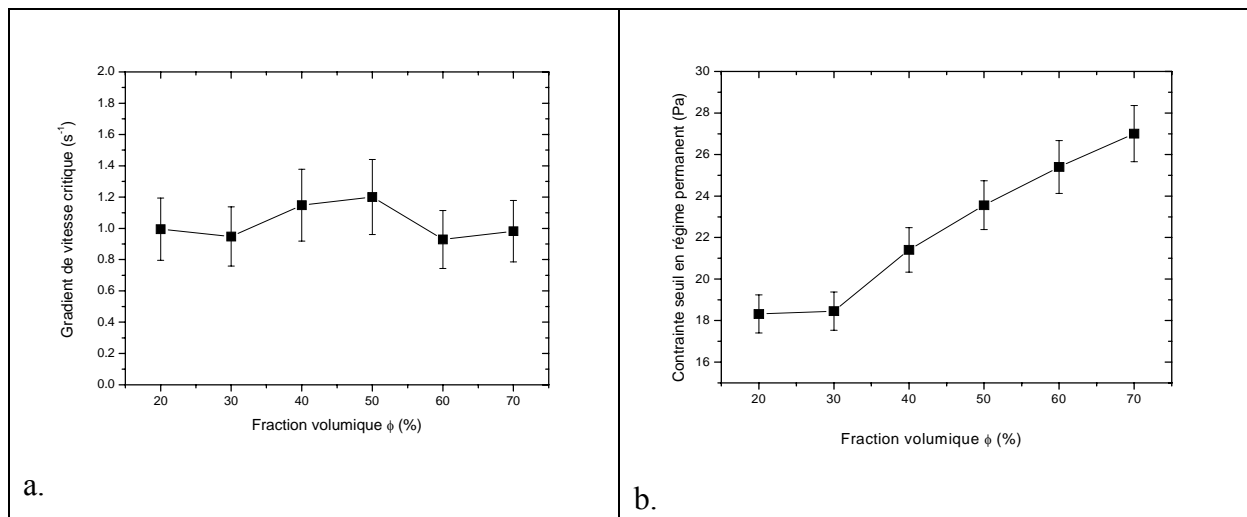 2.0
1.8
1.6
1.4
1.2
1.0
0.8
0.6
0.4
0.2
0.0
Gradient de vitesse critique (s⁻¹)
20 30 40 50 60 70
Fraction volumique ϕ (%)
a.
30
28
26
24
22
20
18
16
Contrainte seuil en régime permanent (Pa)
20 30 40 50 60 70
Fraction volumique ϕ (%)
b.